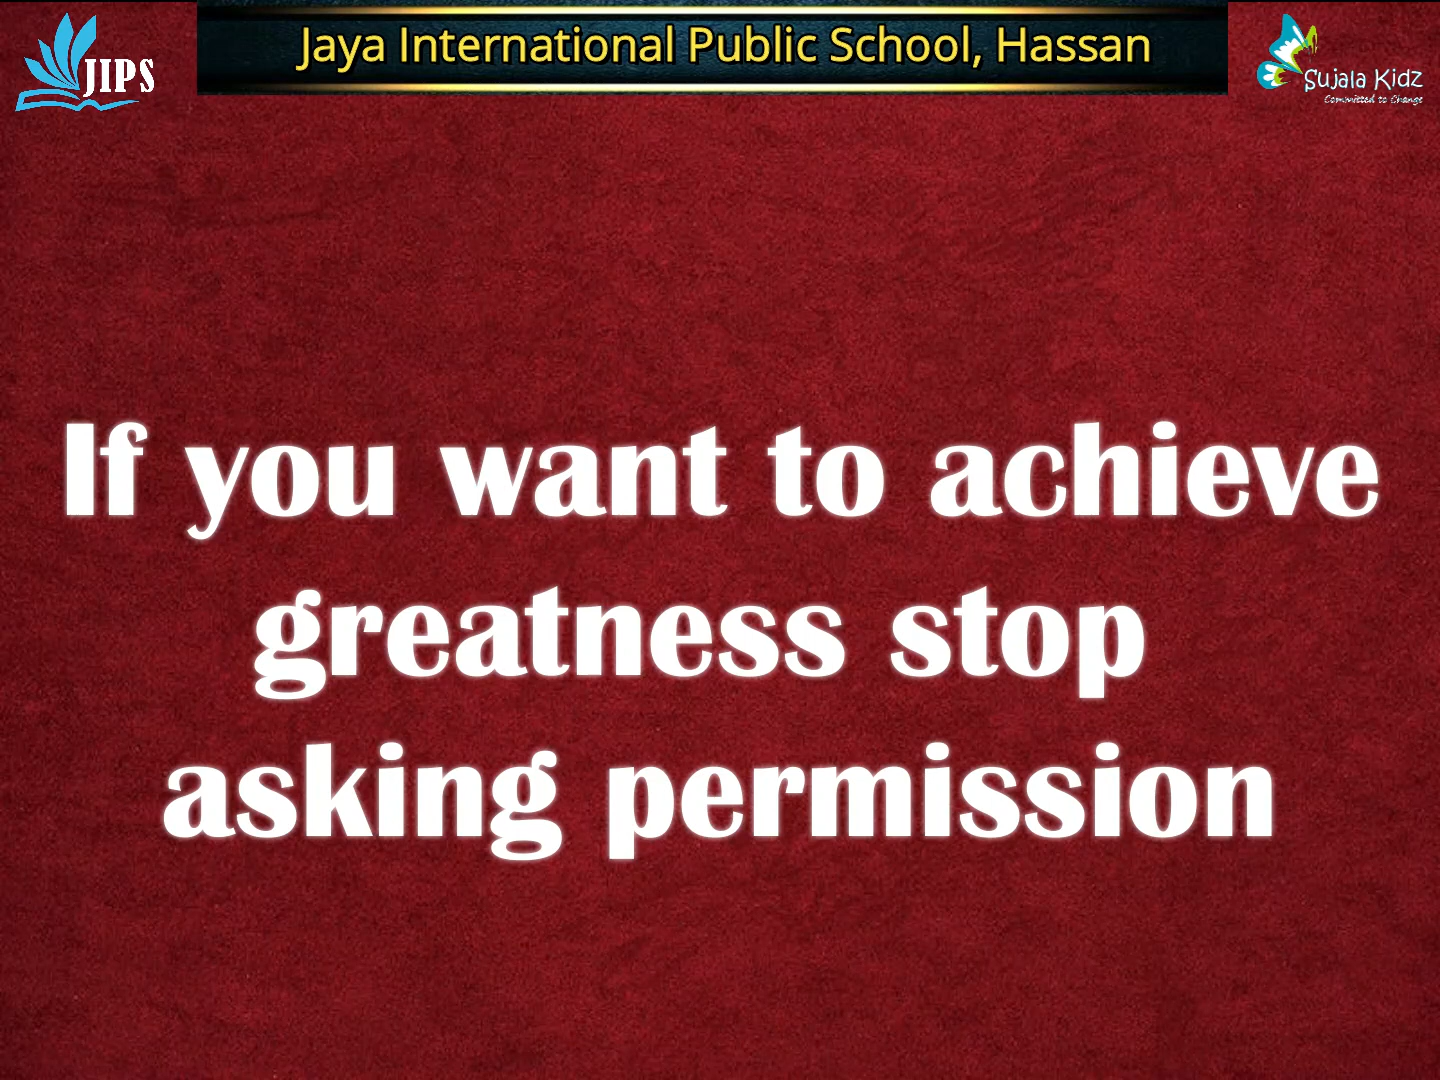 JIPS
Jaya International Public School, Hassan
Sujala Kidz
Committed to Change
If you want to achieve
greatness stop
asking permission